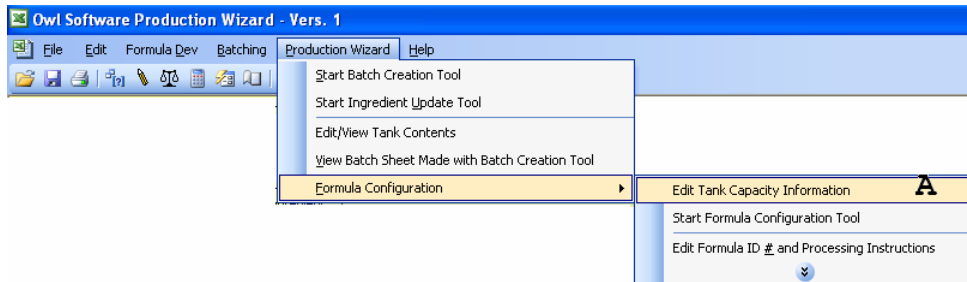 Owl Software Production Wizard - Vers. 1
File Edit Formula Dev Batching Production Wizard Help
Start Batch Creation Tool
Start Ingredient Update Tool
Edit/View Tank Contents
View Batch Sheet Made with Batch Creation Tool
Formula Configuration
Edit Tank Capacity Information A
Start Formula Configuration Tool
Edit Formula ID # and Processing Instructions